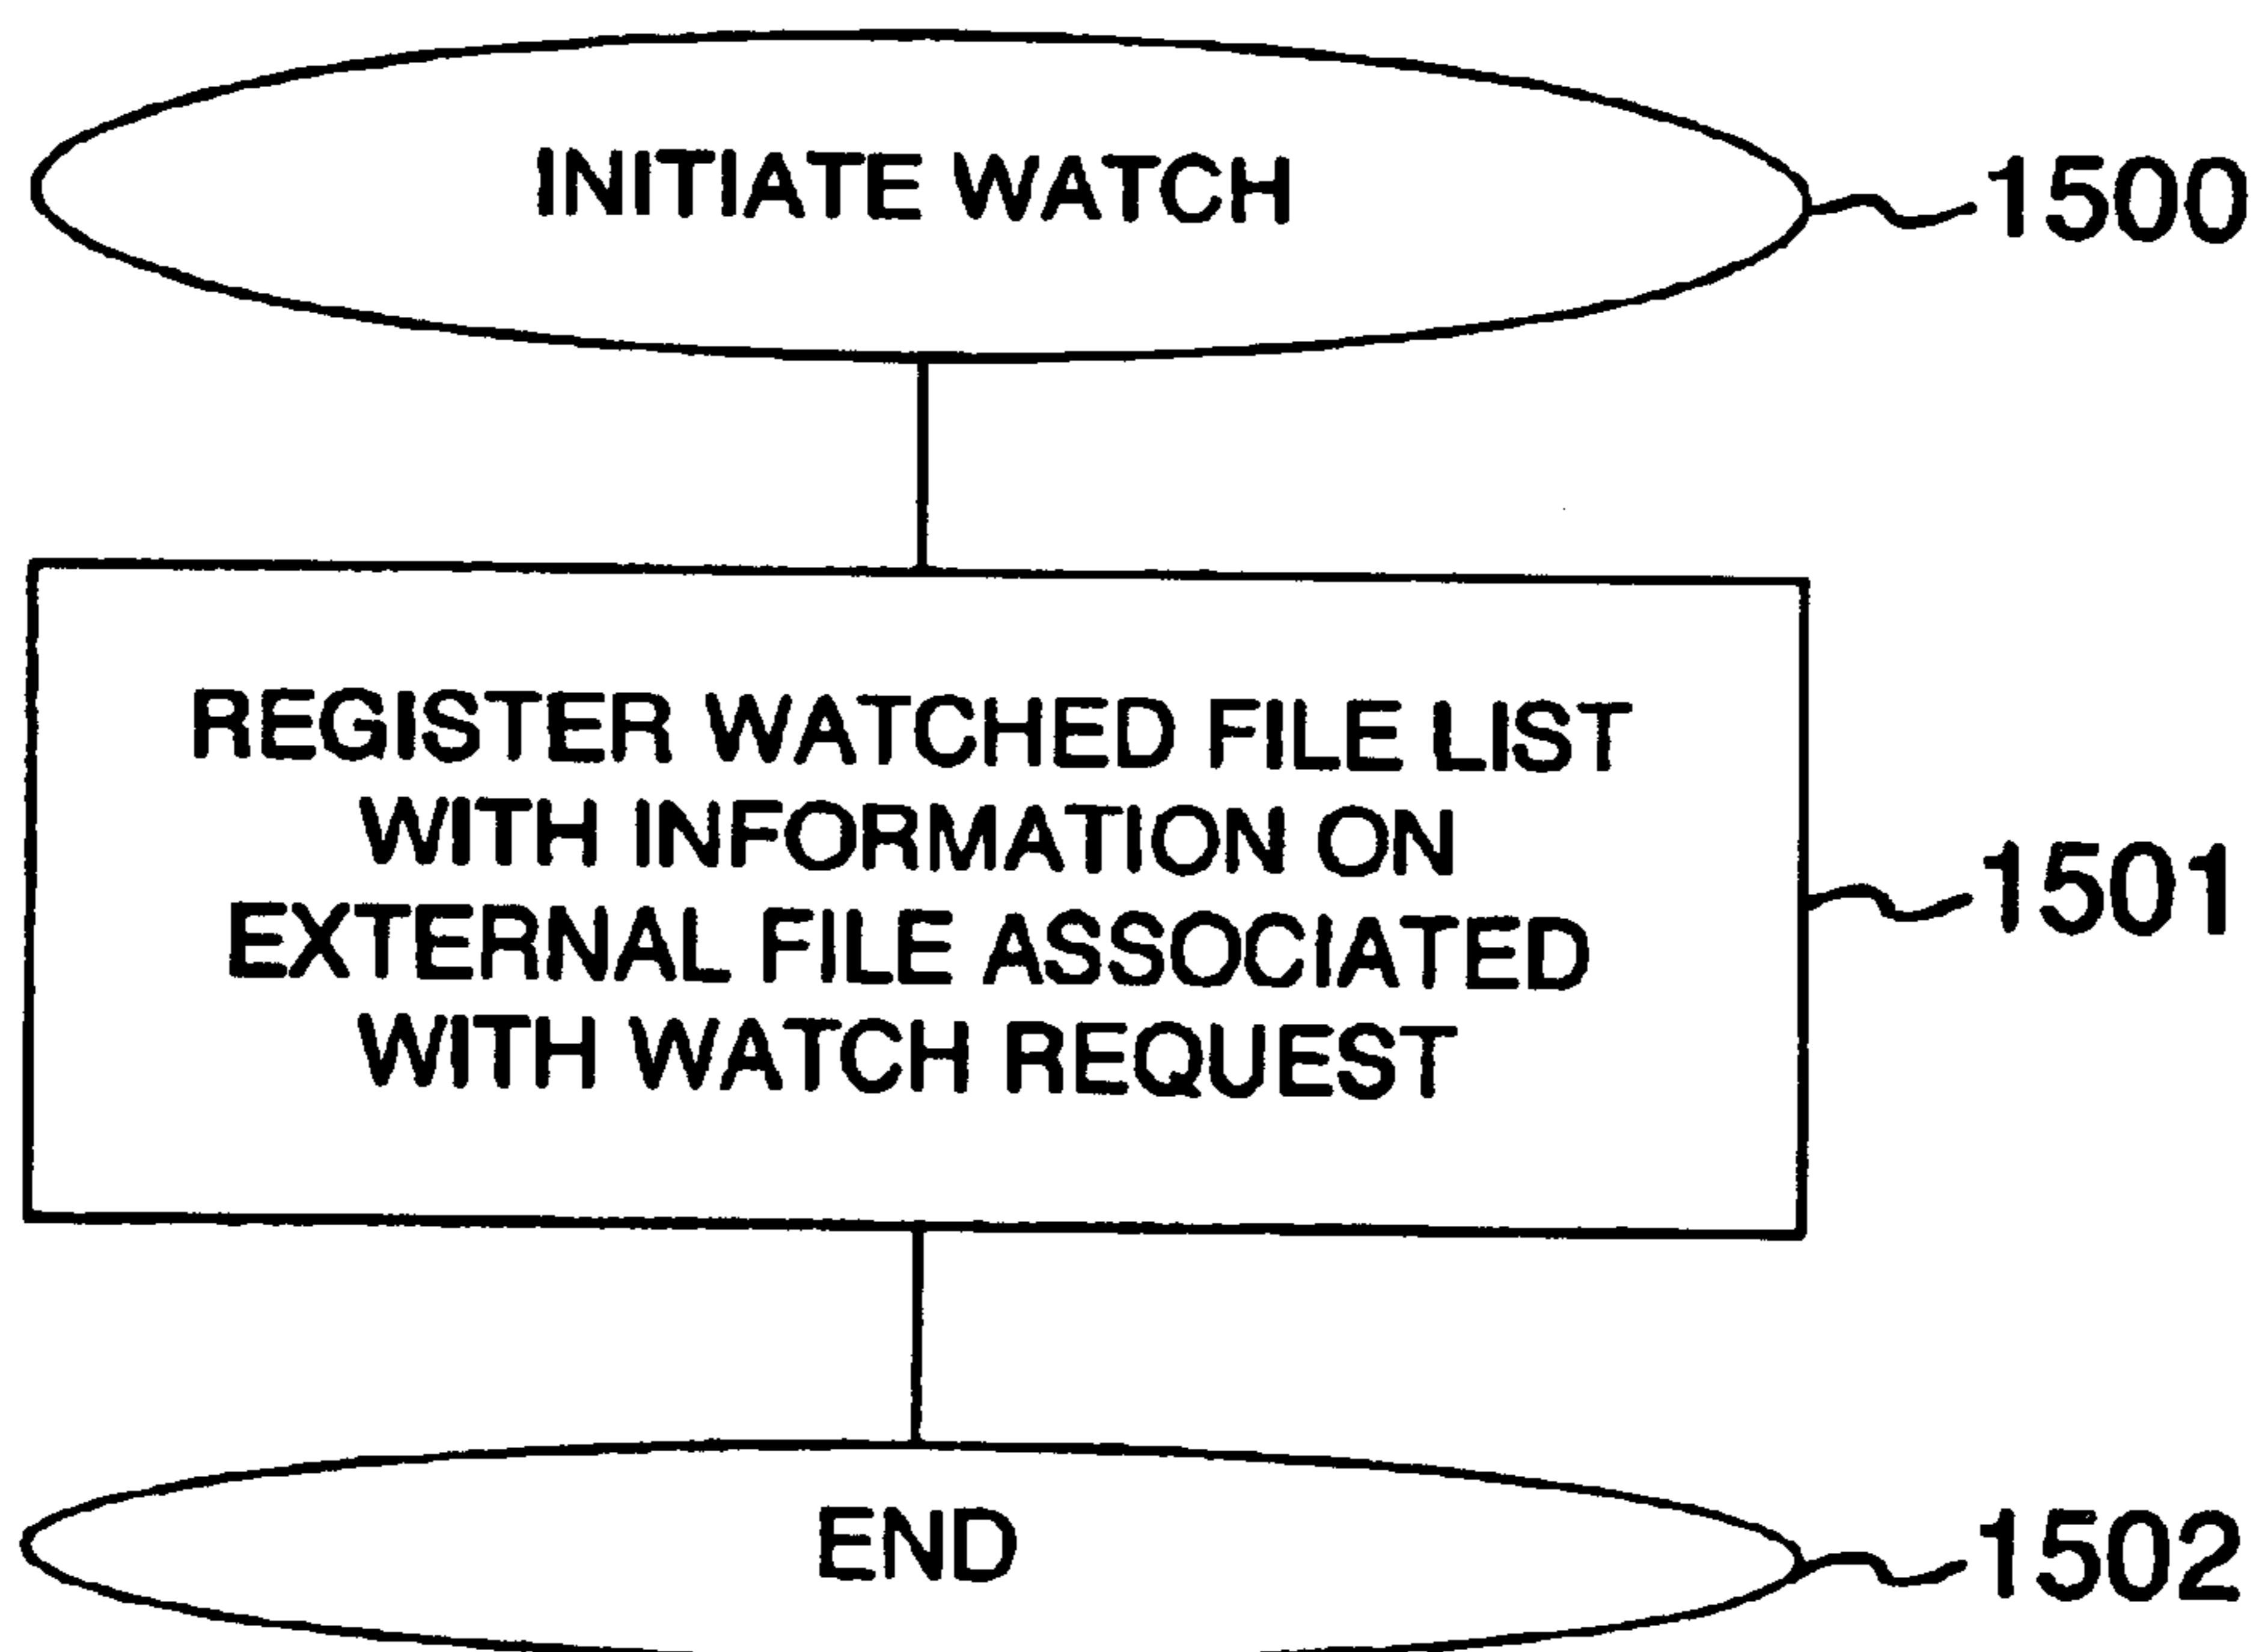 INITIATE WATCH
1500
REGISTER WATCHED FILE LIST
WITH INFORMATION ON
EXTERNAL FILE ASSOCIATED
WITH WATCH REQUEST
1501
END
1502